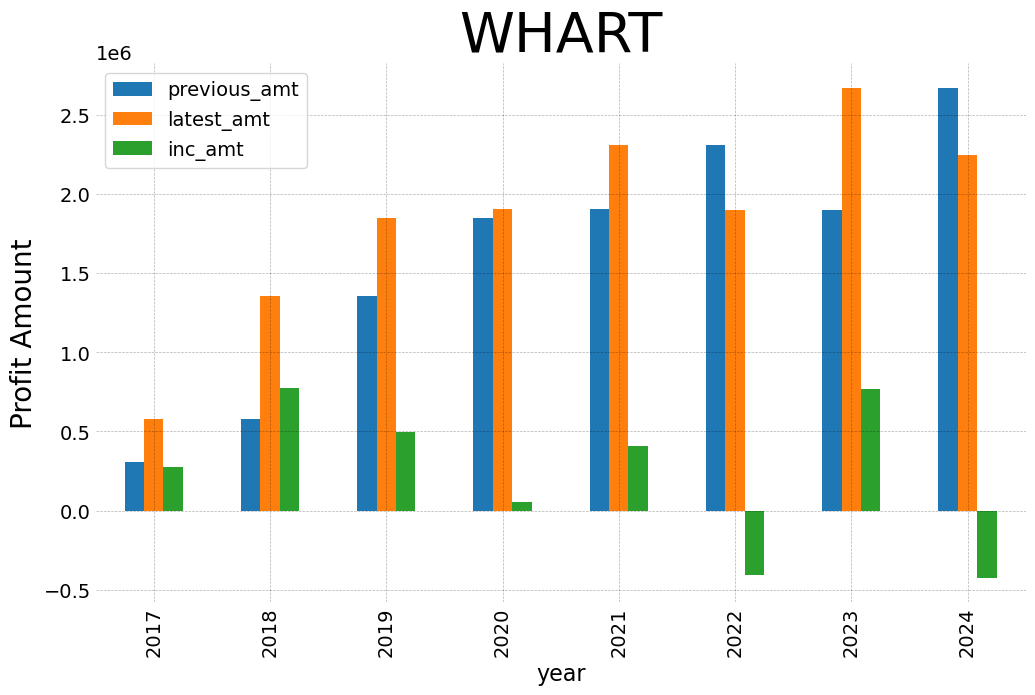 WHART
1e6
previous_amt
latest_amt
inc_amt
2.5
2.0
1.5
1.0
0.5
0.0
−0.5
Profit Amount
2017 2018 2019 2020 2021 2022 2023 2024
year